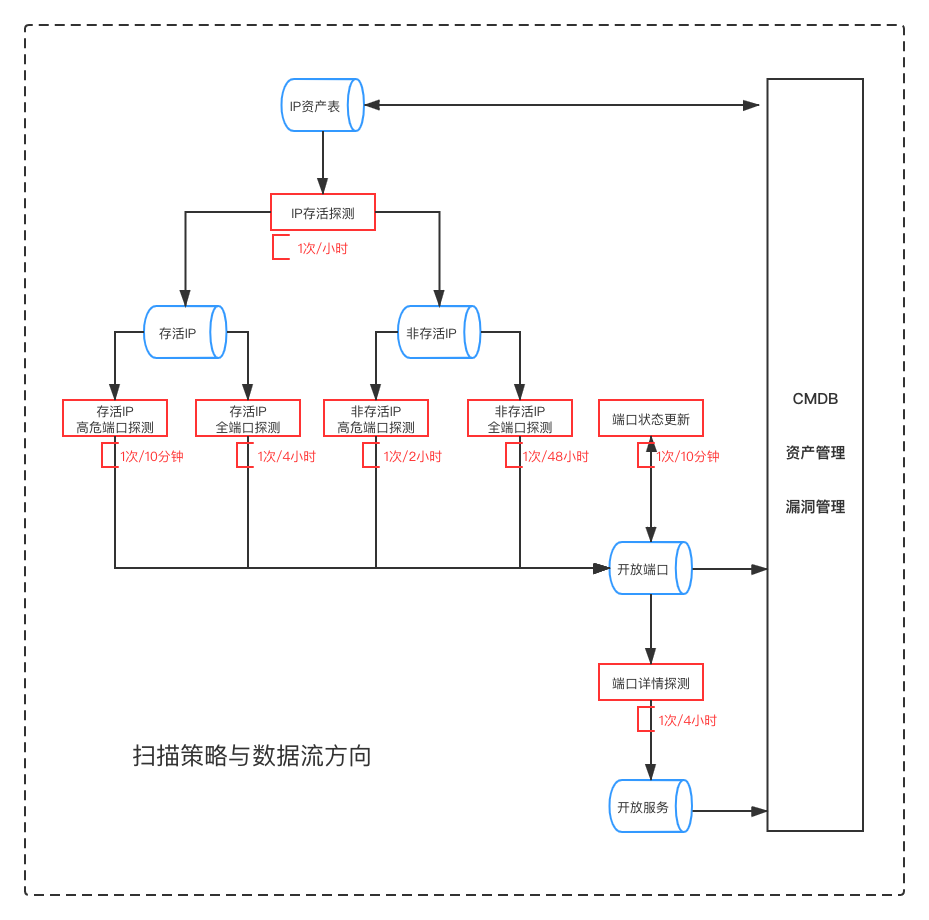 IP资产表
IP存活探测
1次/小时
存活IP
非存活IP
存活IP
高危端口探测
存活IP
全端口探测
非存活IP
高危端口探测
非存活IP
全端口探测
端口状态更新
1次/10分钟
1次/4小时
1次/2小时
1次/48小时
1次/10分钟
CMDB
资产管理
漏洞管理
开放端口
端口详情探测
1次/4小时
扫描策略与数据流方向
开放服务